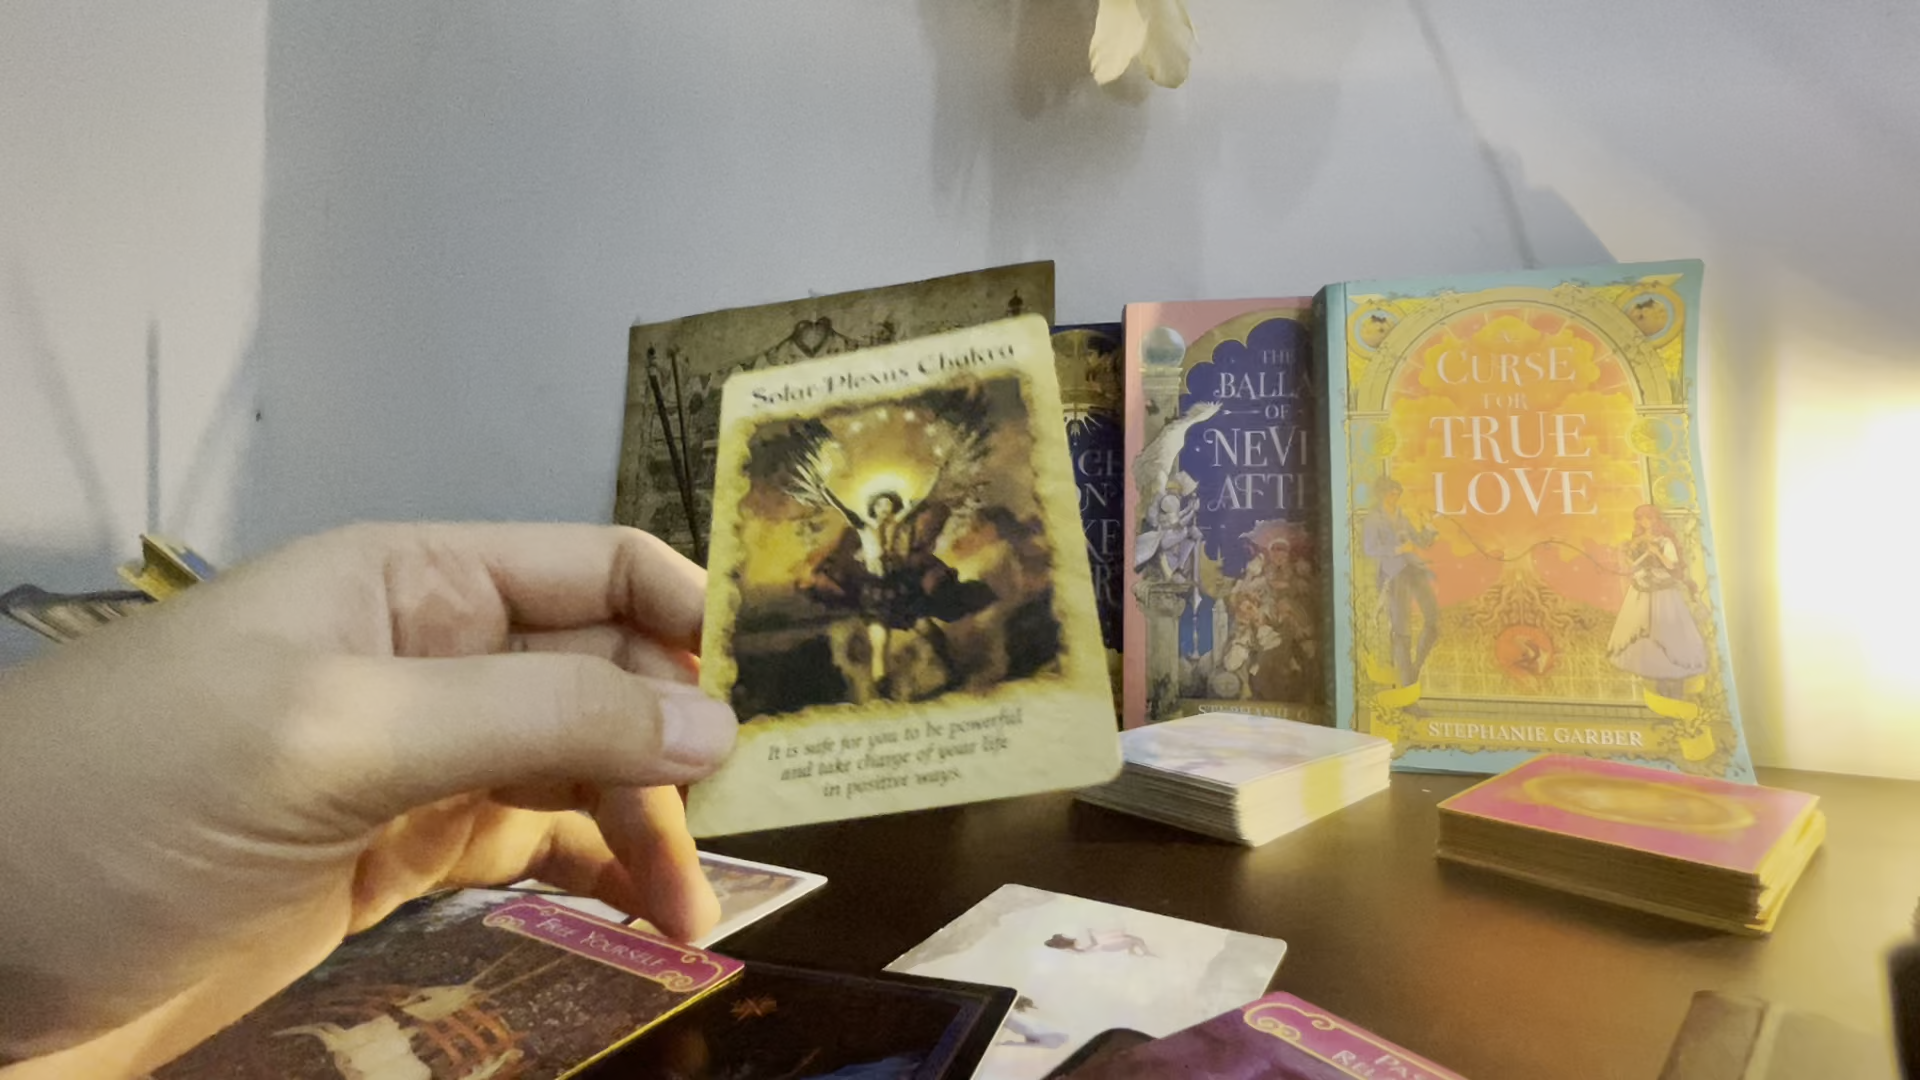 Solar Plexus Chakra
It is safe for you to be powerful
and take charge of your life
in positive ways.
THE
BALLA
OF
NEVE
AFTE
STEPHANIE G
A
CURSE
FOR
TRUE
LOVE
STEPHANIE GARBER
FREE YOURSELF